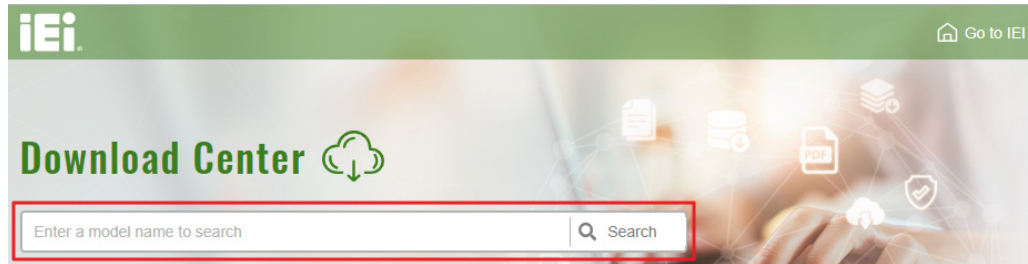 iEi
Go to IEI
Download Center
Enter a model name to search
Search
PDF